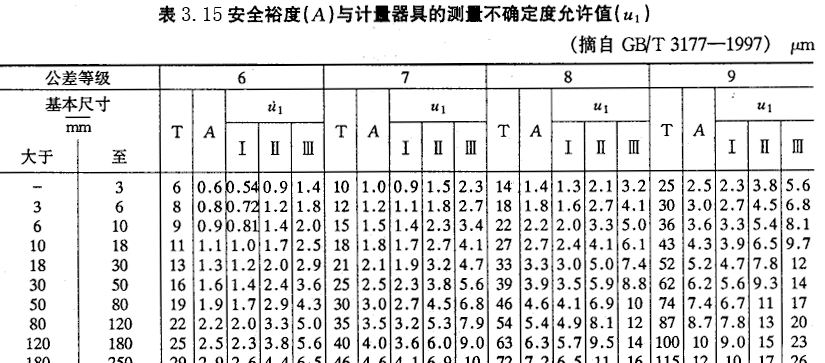 表 3.15 安全裕度(A)与计量器具的测量不确定度允许值(u₁)
(摘自 GB/T 3177—1997) μm
公差等级 6 7 8 9
基本尺寸 mm T A u₁ T A u₁ T A u₁ T A u₁
大于 至 Ⅰ Ⅱ Ⅲ Ⅰ Ⅱ Ⅲ Ⅰ Ⅱ Ⅲ Ⅰ Ⅱ Ⅲ
– 3 6 0.6 0.54 0.9 1.4 10 1.0 0.9 1.5 2.3 14 1.4 1.3 2.1 3.2 25 2.5 2.3 3.8 5.6
3 6 8 0.8 0.72 1.2 1.8 12 1.2 1.1 1.8 2.7 18 1.8 1.6 2.7 4.1 30 3.0 2.7 4.5 6.8
6 10 9 0.9 0.81 1.4 2.0 15 1.5 1.4 2.3 3.4 22 2.2 2.0 3.3 5.0 36 3.6 3.3 5.4 8.1
10 18 11 1.1 1.0 1.7 2.5 18 1.8 1.7 2.7 4.1 27 2.7 2.4 4.1 6.1 43 4.3 3.9 6.5 9.7
18 30 13 1.3 1.2 2.0 2.9 21 2.1 1.9 3.2 4.7 33 3.3 3.0 5.0 7.4 52 5.2 4.7 7.8 12
30 50 16 1.6 1.4 2.4 3.6 25 2.5 2.3 3.8 5.6 39 3.9 3.5 5.9 8.8 62 6.2 5.6 9.3 14
50 80 19 1.9 1.7 2.9 4.3 30 3.0 2.7 4.5 6.8 46 4.6 4.1 6.9 10 74 7.4 6.7 11 17
80 120 22 2.2 2.0 3.3 5.0 35 3.5 3.2 5.3 7.9 54 5.4 4.9 8.1 12 87 8.7 7.8 13 20
120 180 25 2.5 2.3 3.8 5.6 40 4.0 3.6 6.0 9.0 63 6.3 5.7 9.5 14 100 10 9.0 15 23
180 250 29 2.9 2.6 4.4 6.5 46 4.6 4.1 6.9 10 72 7.2 6.5 11 16 115 12 10 17 26